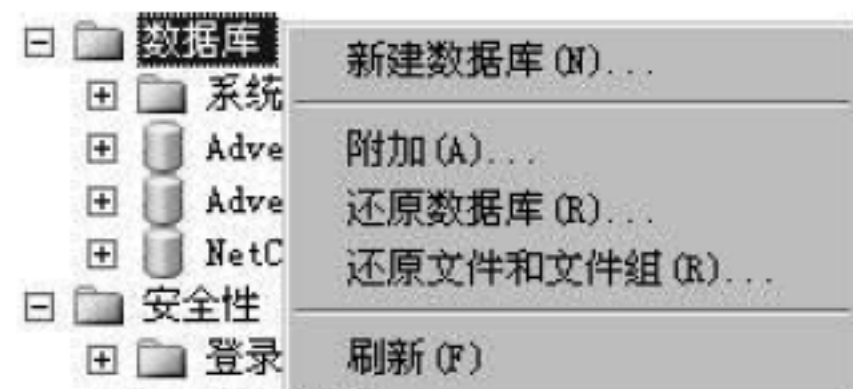 数据库
系统
Adve
Adve
NetC
安全性
登录
新建数据库(N)...
附加(A)...
还原数据库(R)...
还原文件和文件组(R)...
刷新(F)